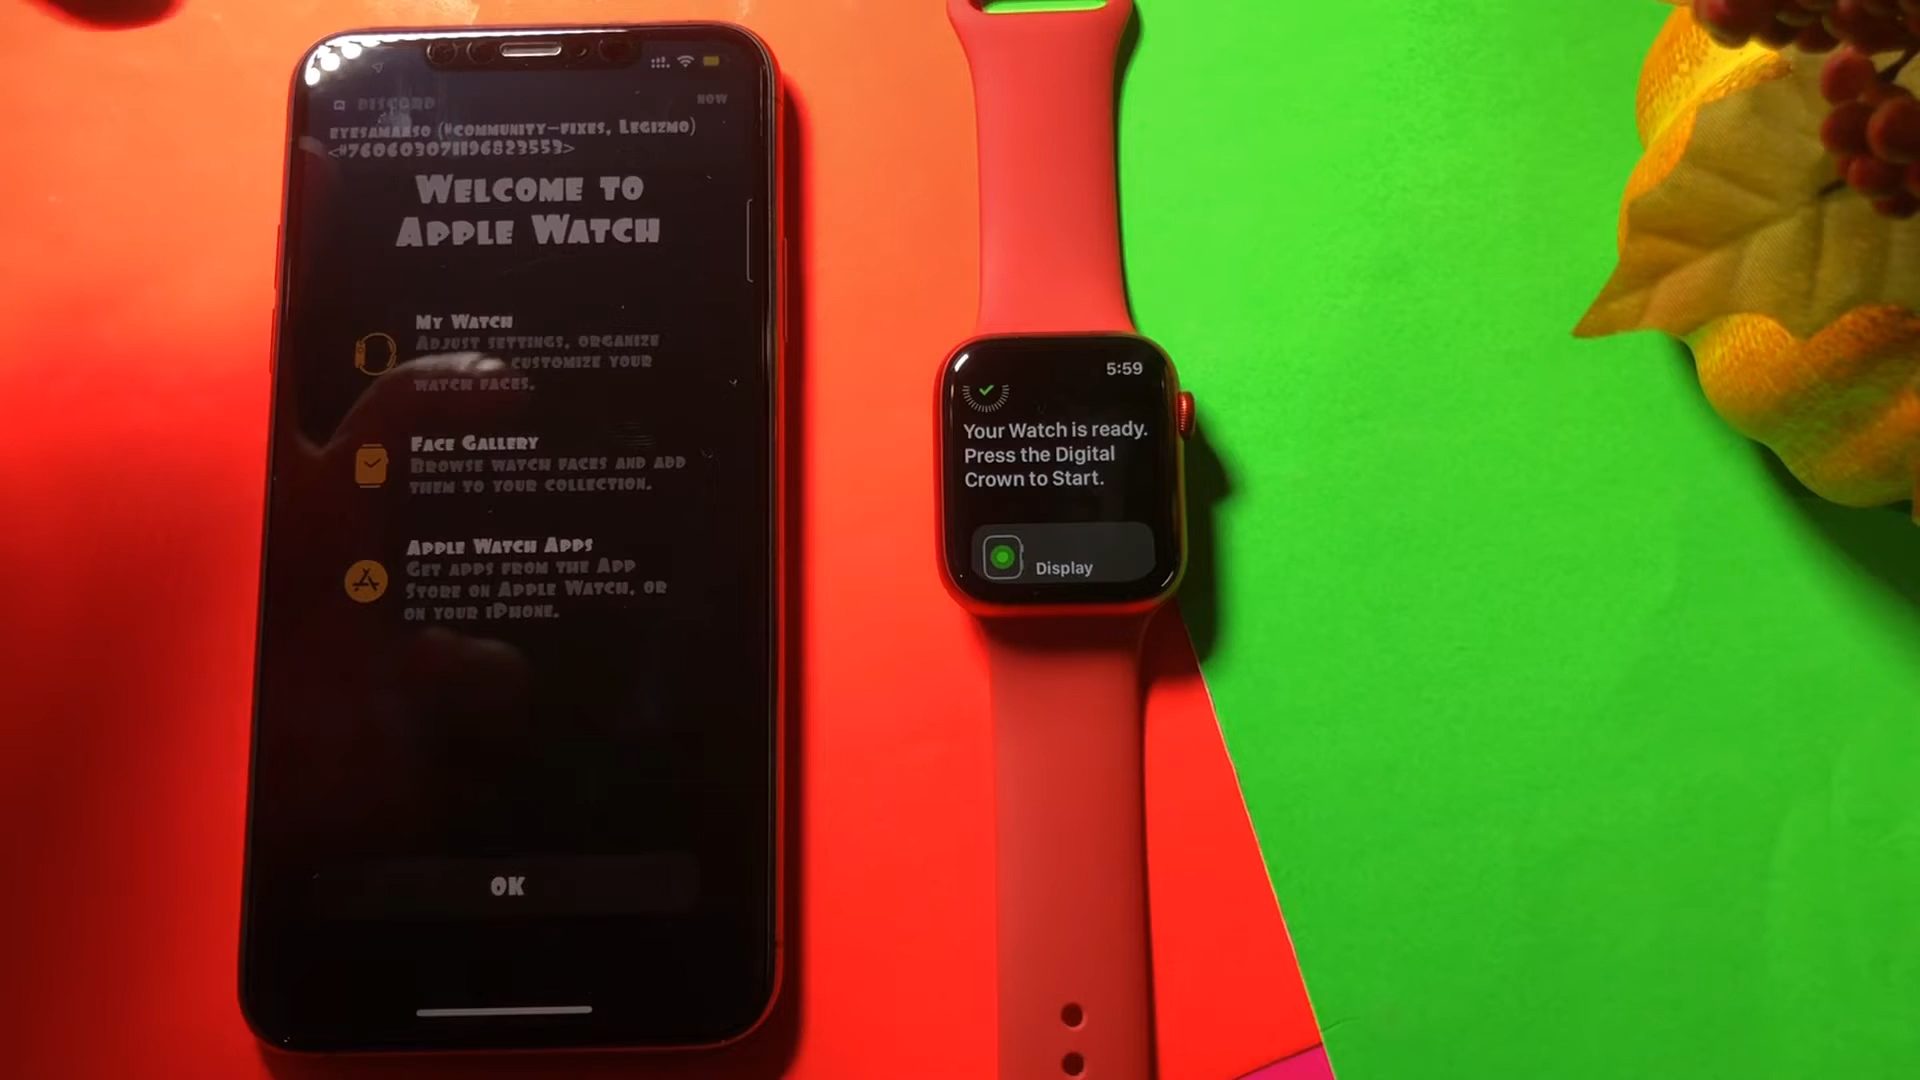 DISCORD
NOW
EYESAMAASO (#COMMUNITY-FIXES, LEGIZMO)
<#760603071196823553>
WELCOME TO
APPLE WATCH
MY WATCH
ADJUST SETTINGS, ORGANIZE
CUSTOMIZE YOUR
WATCH FACES.
FACE GALLERY
BROWSE WATCH FACES AND ADD
THEM TO YOUR COLLECTION.
APPLE WATCH APPS
GET APPS FROM THE APP
STORE ON APPLE WATCH, OR
ON YOUR IPHONE.
OK
5:59
Your Watch is ready.
Press the Digital
Crown to Start.
Display